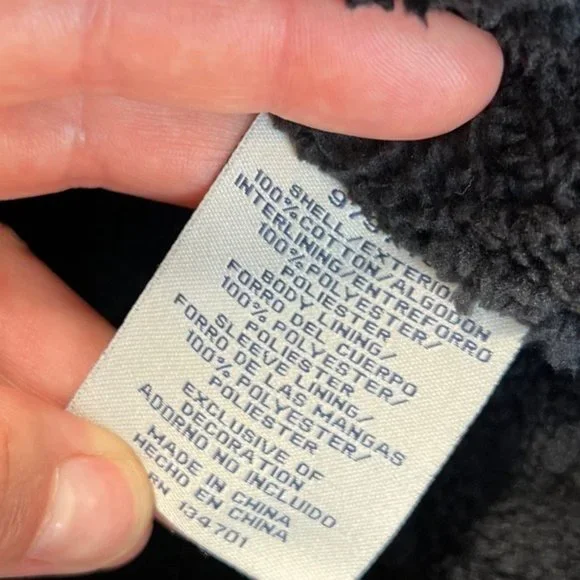 SHELL/EXTERIOR
100% COTTON/ALGODON
INTERLINING/ENTREFORRO
100% POLYESTER/
POLIESTER
BODY LINING/
FORRO DEL CUERPO
100% POLYESTER/
POLIESTER
SLEEVE LINING/
FORRO DE LAS MANGAS
100% POLYESTER/
POLIESTER
EXCLUSIVE OF
DECORATION
ADORNO NO INCLUIDO
MADE IN CHINA
HECHO EN CHINA
RN 134701